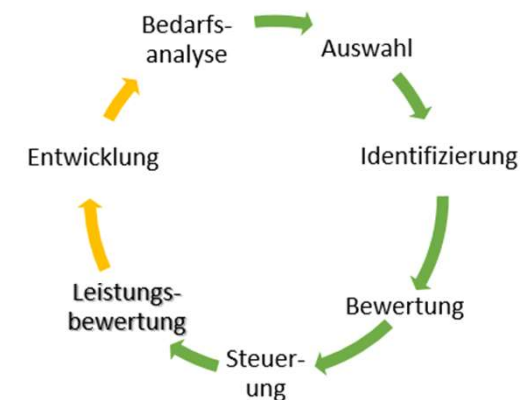 Bedarfs-
analyse
Auswahl
Identifizierung
Bewertung
Steuer-
ung
Leistungs-
bewertung
Entwicklung